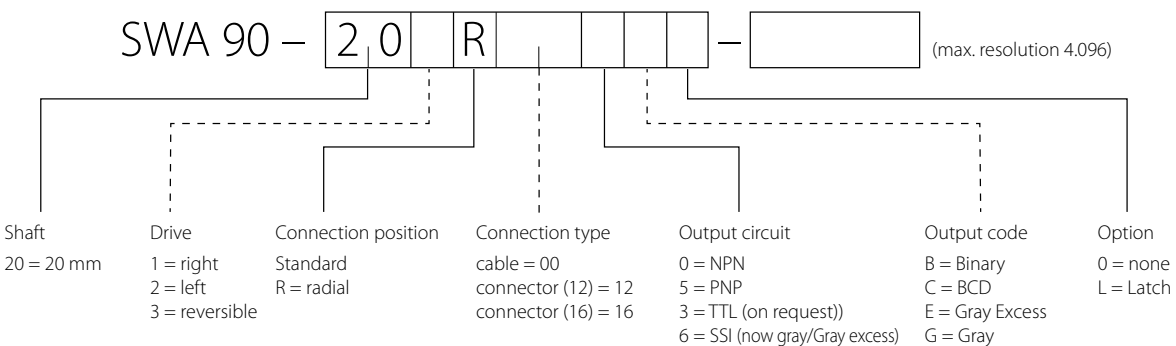 SWA 90 – 20 R – (max. resolution 4.096)
Shaft Drive Connection position Connection type Output circuit Output code Option
20 = 20 mm 1 = right Standard cable = 00 0 = NPN B = Binary 0 = none
2 = left R = radial connector (12) = 12 5 = PNP C = BCD L = Latch
3 = reversible connector (16) = 16 3 = TTL (on request)) E = Gray Excess
6 = SSI (now gray/Gray excess) G = Gray